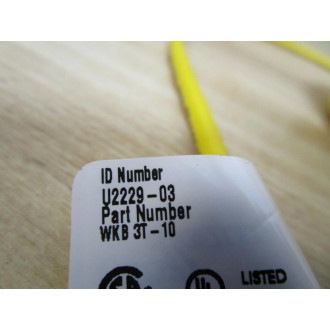 ID Number
U2229-03
Part Number
WKB 3T-10
LISTED